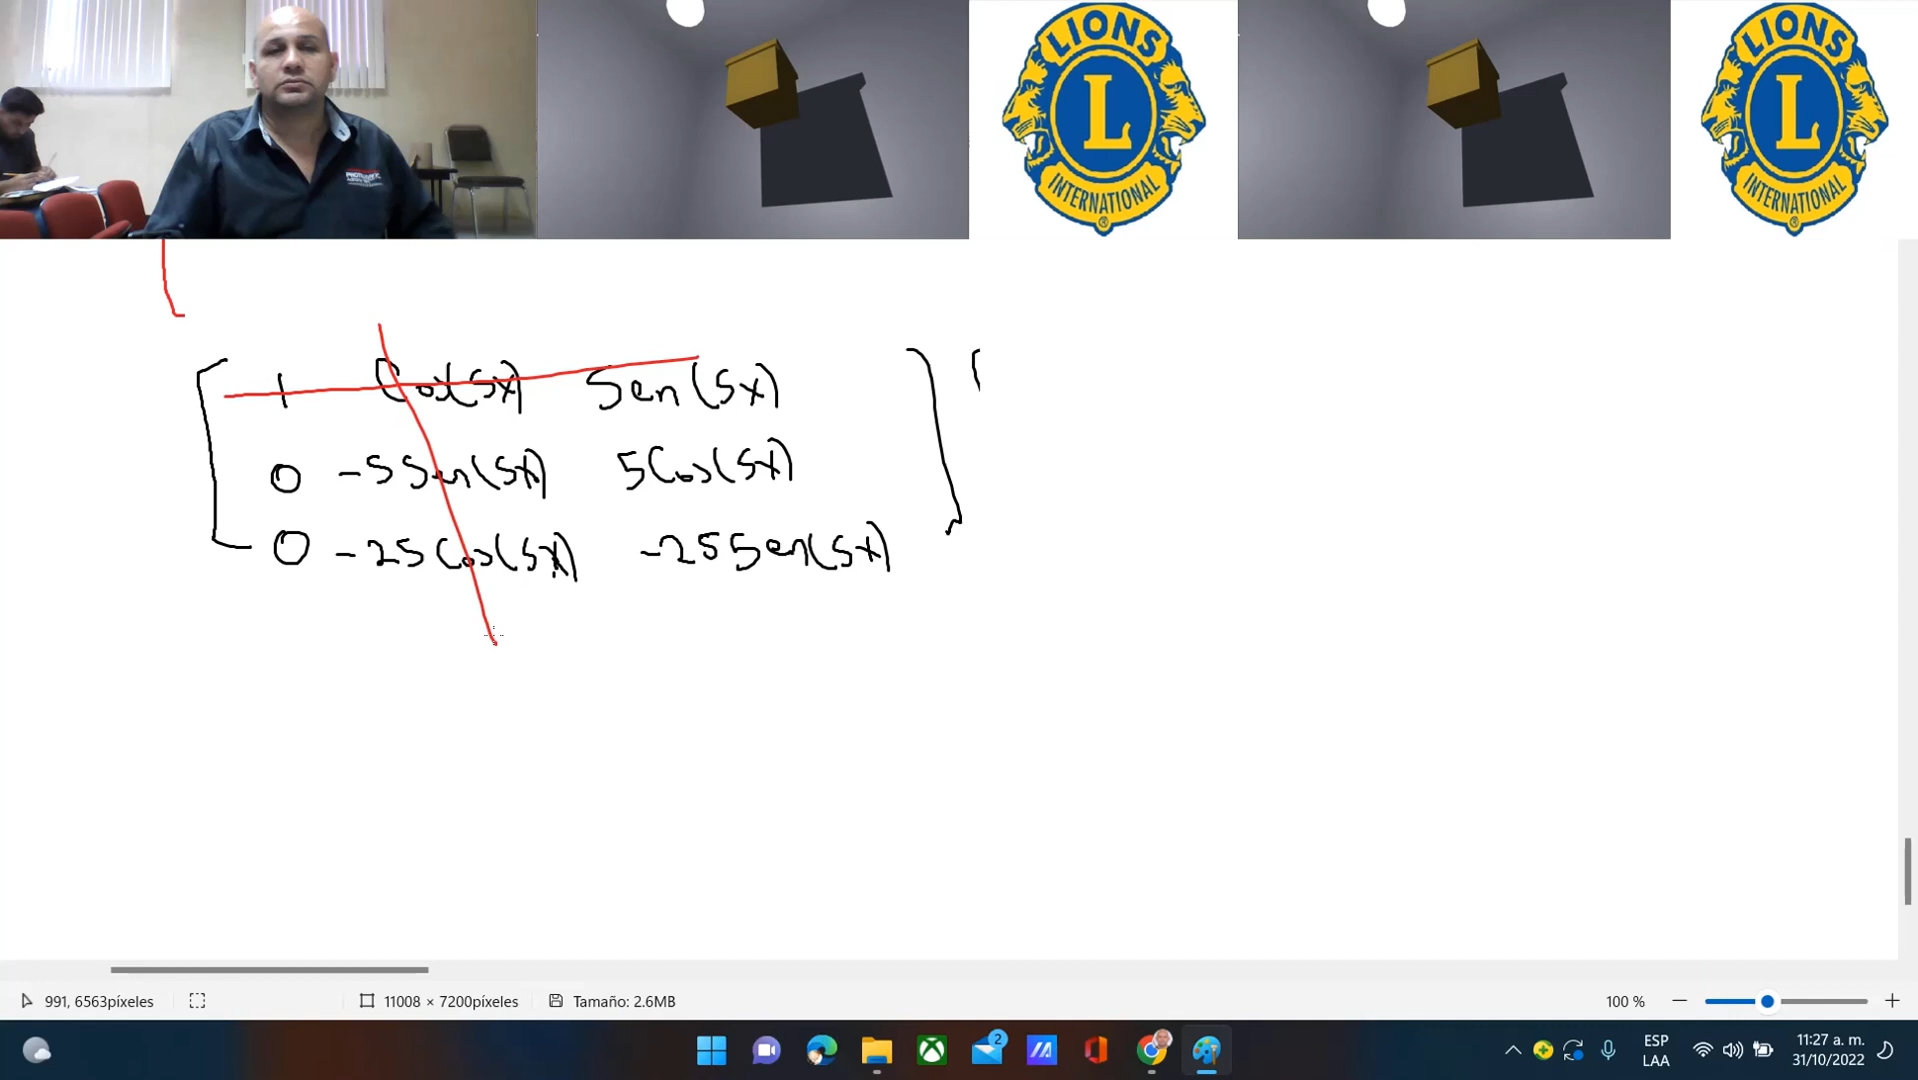 LIONS
L
INTERNATIONAL
®
LIONS
L
INTERNATIONAL
®
1 Cos(5x) Sen(5x)
0 -5Sen(5x) 5Cos(5x)
0 -25Cos(5x) -25Sen(5x)
991, 6563píxeles
11008 × 7200píxeles
Tamaño: 2.6MB
100 %
2
ESP
LAA
11:27 a. m.
31/10/2022